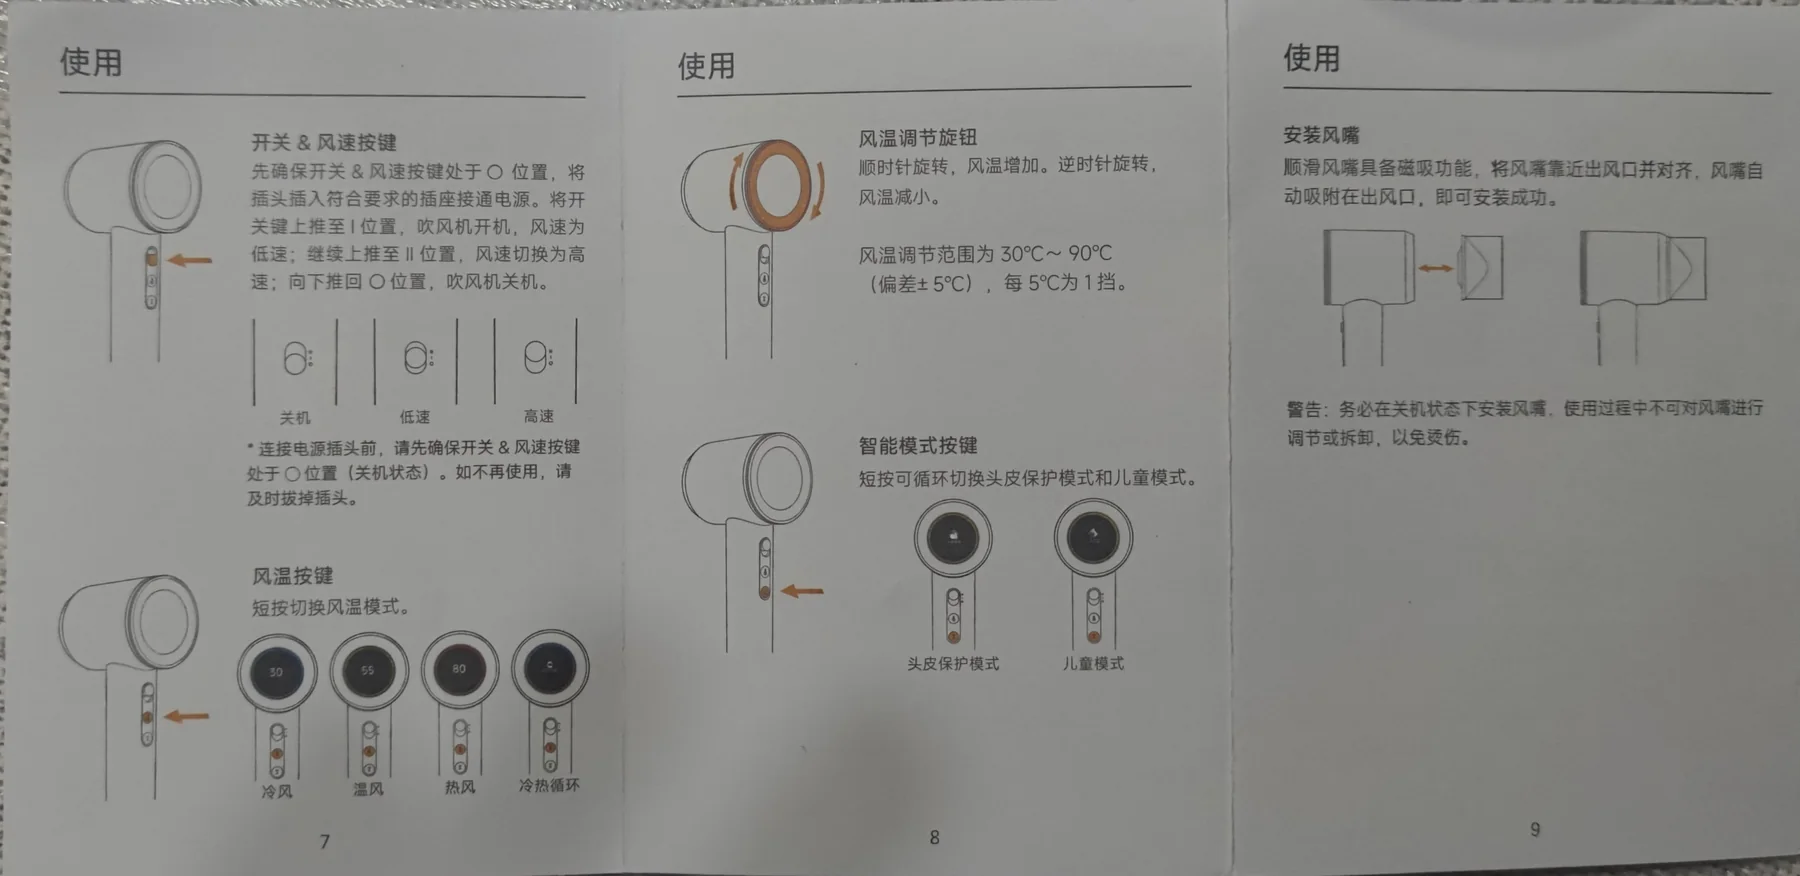 使用
开关 & 风速按键
先确保开关 & 风速按键处于 〇 位置，将
插头插入符合要求的插座接通电源。将开
关键上推至 I 位置，吹风机开机，风速为
低速；继续上推至 II 位置，风速切换为高
速；向下推回 〇 位置，吹风机关机。
关机
低速
高速
* 连接电源插头前，请先确保开关 & 风速按键
处于 〇 位置（关机状态）。如不再使用，请
及时拔掉插头。
风温按键
短按切换风温模式。
30
55
80
C
冷风
温风
热风
冷热循环
7
使用
风温调节旋钮
顺时针旋转，风温增加。逆时针旋转，
风温减小。
风温调节范围为 30℃～ 90℃
（偏差± 5℃），每 5℃为 1 挡。
智能模式按键
短按可循环切换头皮保护模式和儿童模式。
头皮保护模式
儿童模式
8
使用
安装风嘴
顺滑风嘴具备磁吸功能，将风嘴靠近出风口并对齐，风嘴自
动吸附在出风口，即可安装成功。
警告：务必在关机状态下安装风嘴，使用过程中不可对风嘴进行
调节或拆卸，以免烫伤。
9